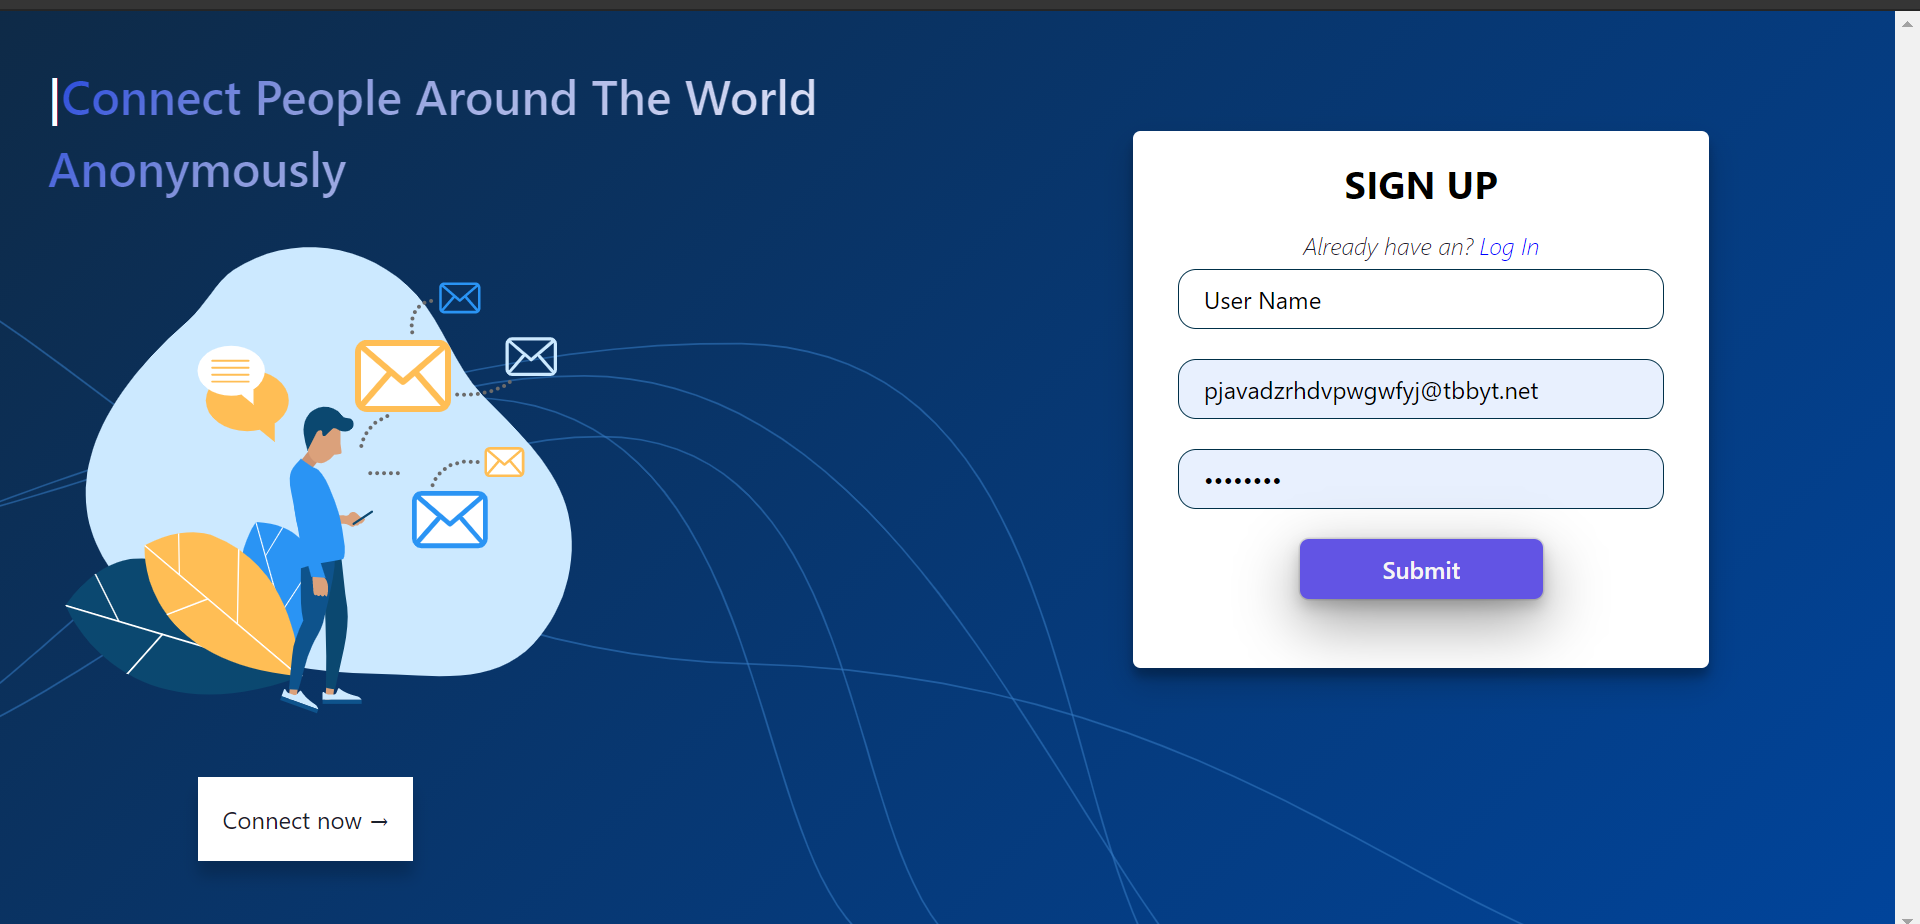 |Connect People Around The World
Anonymously
Connect now →
SIGN UP
Already have an? Log In
User Name
pjavadzrhdvpwgwfyj@tbbyt.net
••••••••
Submit